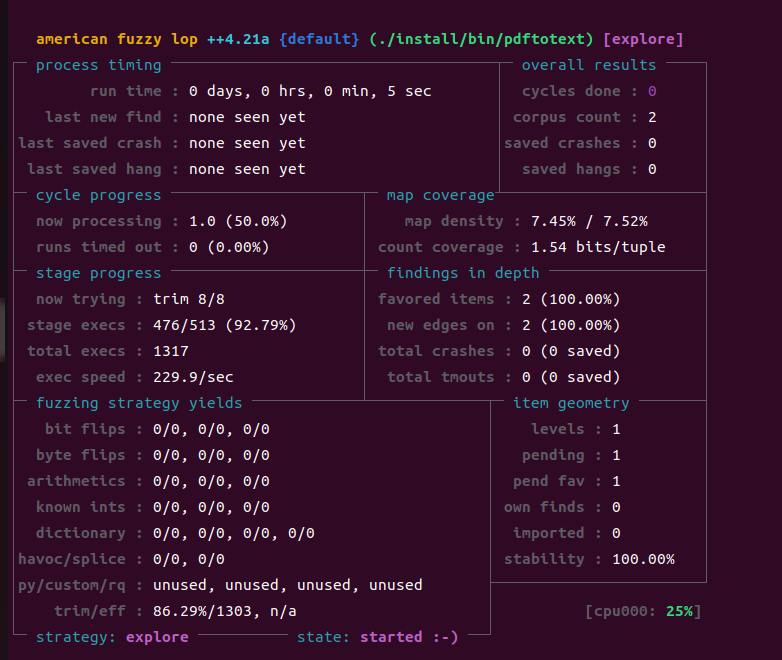 american fuzzy lop ++4.21a {default} (./install/bin/pdftotext) [explore]
process timing overall results
run time : 0 days, 0 hrs, 0 min, 5 sec cycles done : 0
last new find : none seen yet corpus count : 2
last saved crash : none seen yet saved crashes : 0
last saved hang : none seen yet saved hangs : 0
cycle progress map coverage
now processing : 1.0 (50.0%) map density : 7.45% / 7.52%
runs timed out : 0 (0.00%) count coverage : 1.54 bits/tuple
stage progress findings in depth
now trying : trim 8/8 favored items : 2 (100.00%)
stage execs : 476/513 (92.79%) new edges on : 2 (100.00%)
total execs : 1317 total crashes : 0 (0 saved)
exec speed : 229.9/sec total tmouts : 0 (0 saved)
fuzzing strategy yields item geometry
bit flips : 0/0, 0/0, 0/0 levels : 1
byte flips : 0/0, 0/0, 0/0 pending : 1
arithmetics : 0/0, 0/0, 0/0 pend fav : 1
known ints : 0/0, 0/0, 0/0 own finds : 0
dictionary : 0/0, 0/0, 0/0, 0/0 imported : 0
havoc/splice : 0/0, 0/0 stability : 100.00%
py/custom/rq : unused, unused, unused, unused
trim/eff : 86.29%/1303, n/a [cpu000: 25%]
strategy: explore state: started :-)